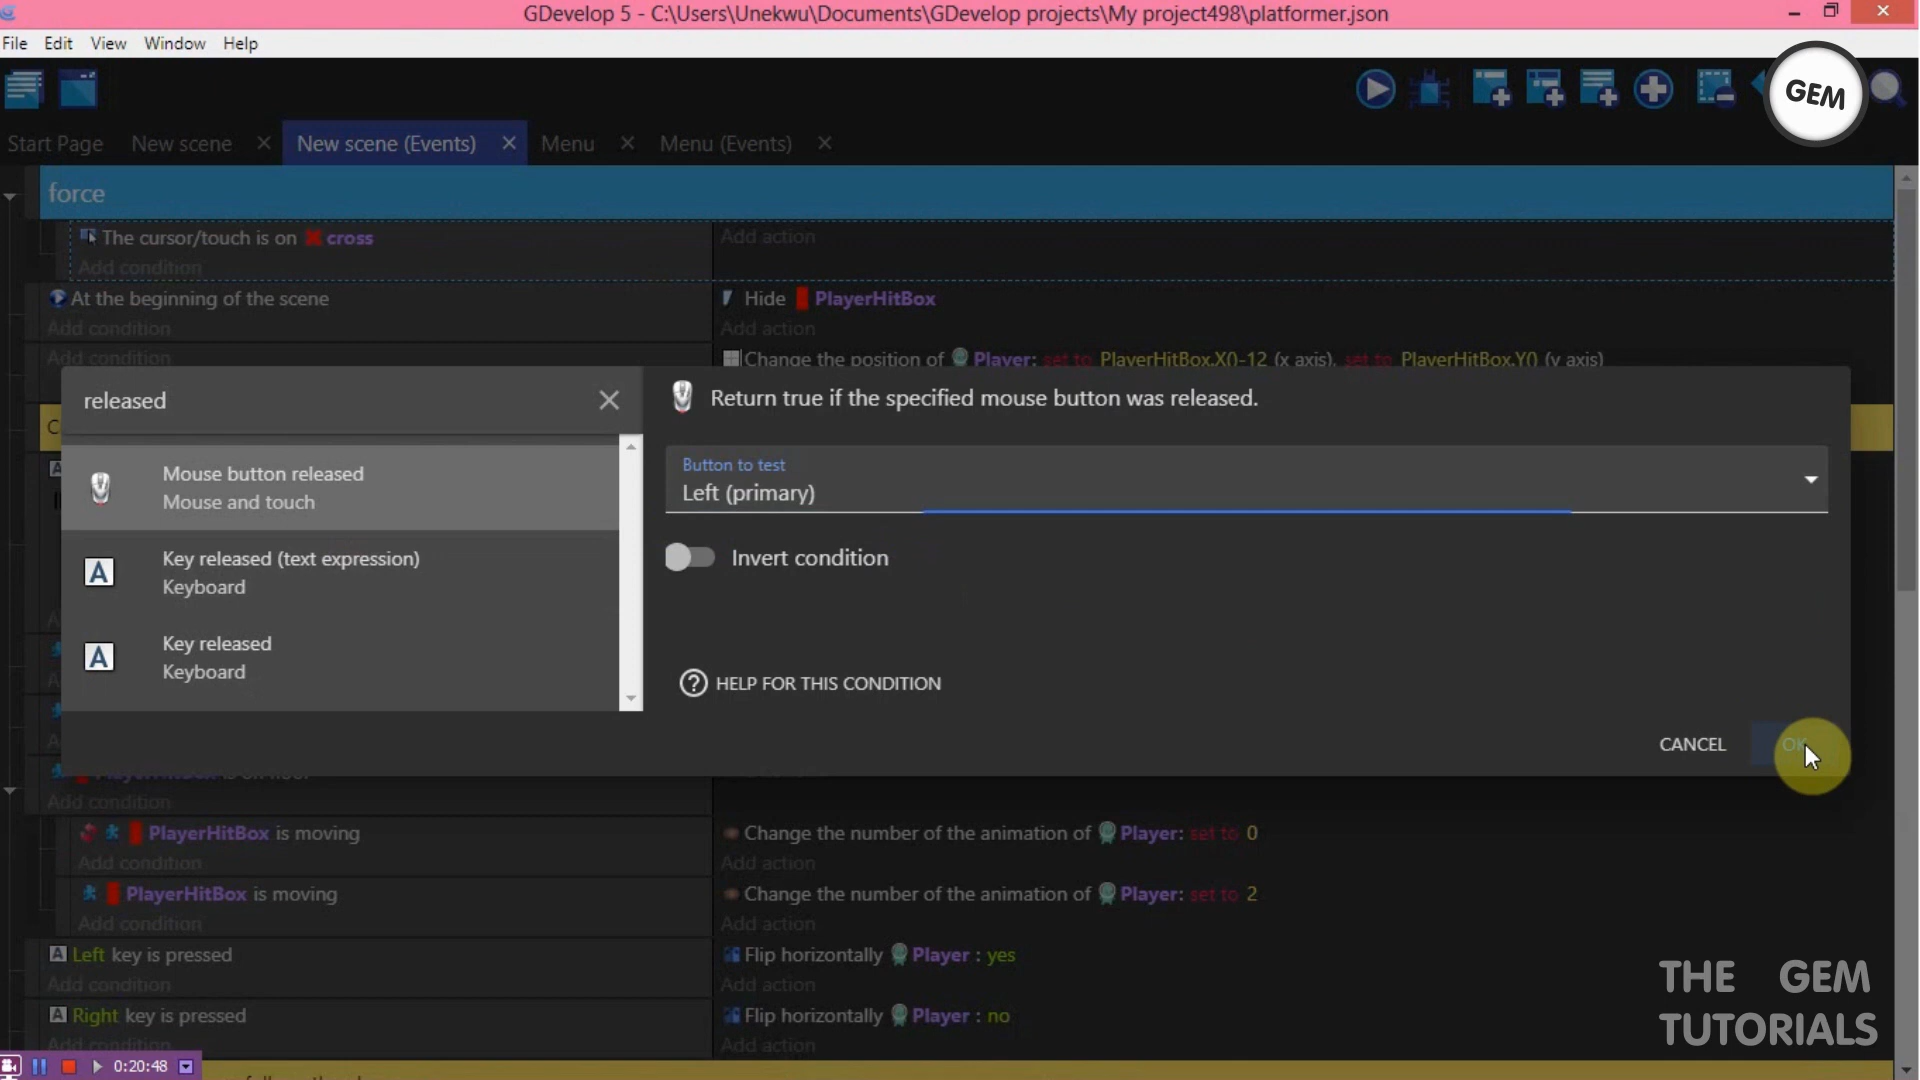 GDevelop 5 - C:\Users\Unekwu\Documents\GDevelop projects\My project498\platformer.json
File Edit View Window Help
GEM
Start Page New scene New scene (Events) Menu Menu (Events)
force
The cursor/touch is on cross Add action
Add condition
At the beginning of the scene Hide PlayerHitBox
Add condition Add action
Add condition Change the position of Player: set to PlayerHitBox.X()-12 (x axis), set to PlayerHitBox.Y() (y axis)
released
Return true if the specified mouse button was released.
Mouse button released
Mouse and touch
Button to test
Left (primary)
Key released (text expression)
Keyboard
Invert condition
Key released
Keyboard
HELP FOR THIS CONDITION
CANCEL OK
Add condition
PlayerHitBox is moving Change the number of the animation of Player: set to 0
Add condition Add action
PlayerHitBox is moving Change the number of the animation of Player: set to 2
Add condition Add action
Left key is pressed Flip horizontally Player : yes
Add condition Add action
Right key is pressed Flip horizontally Player : no
Add condition Add action
THE GEM
TUTORIALS
0:20:48